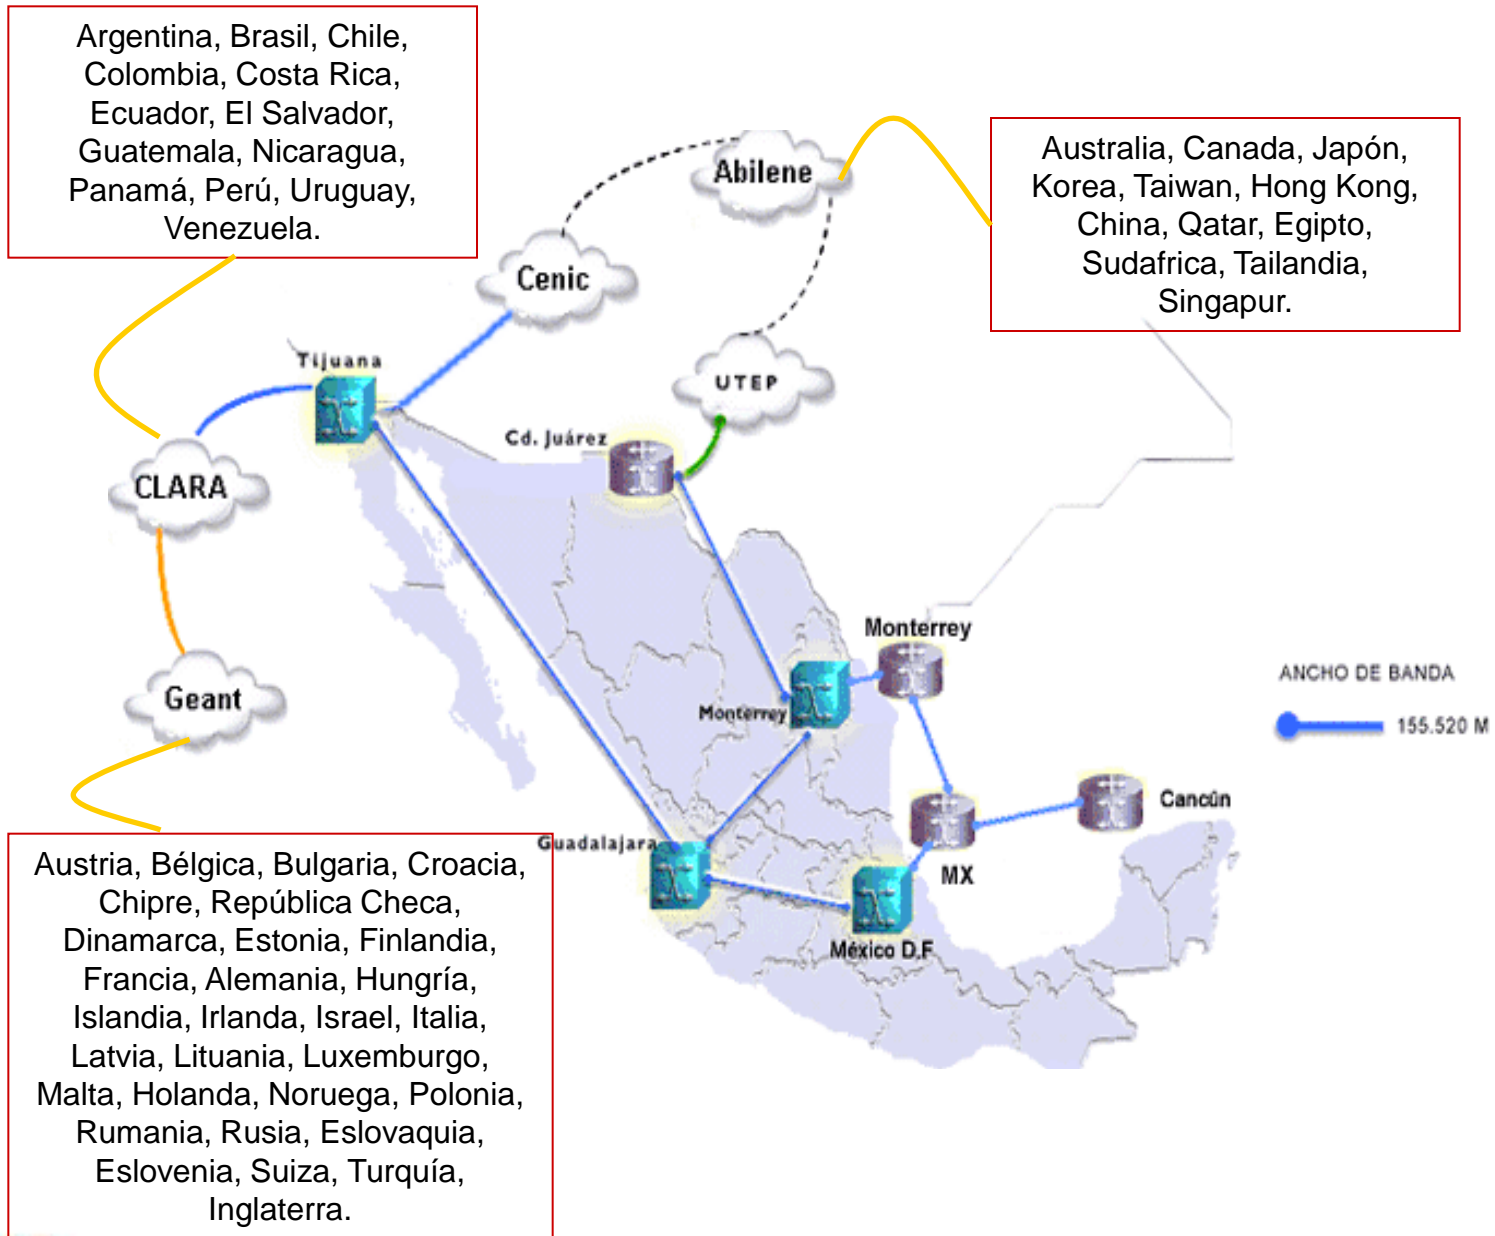 Argentina, Brasil, Chile,
Colombia, Costa Rica,
Ecuador, El Salvador,
Guatemala, Nicaragua,
Panamá, Perú, Uruguay,
Venezuela.
Abilene
Australia, Canada, Japón,
Korea, Taiwan, Hong Kong,
China, Qatar, Egipto,
Sudafrica, Tailandia,
Singapur.
Cenic
Tijuana
UTEP
Cd. Juárez
CLARA
Monterrey
Geant
Monterrey
ANCHO DE BANDA
155.520 M
Cancún
Guadalajara
MX
México D.F
Austria, Bélgica, Bulgaria, Croacia,
Chipre, República Checa,
Dinamarca, Estonia, Finlandia,
Francia, Alemania, Hungría,
Islandia, Irlanda, Israel, Italia,
Latvia, Lituania, Luxemburgo,
Malta, Holanda, Noruega, Polonia,
Rumania, Rusia, Eslovaquia,
Eslovenia, Suiza, Turquía,
Inglaterra.